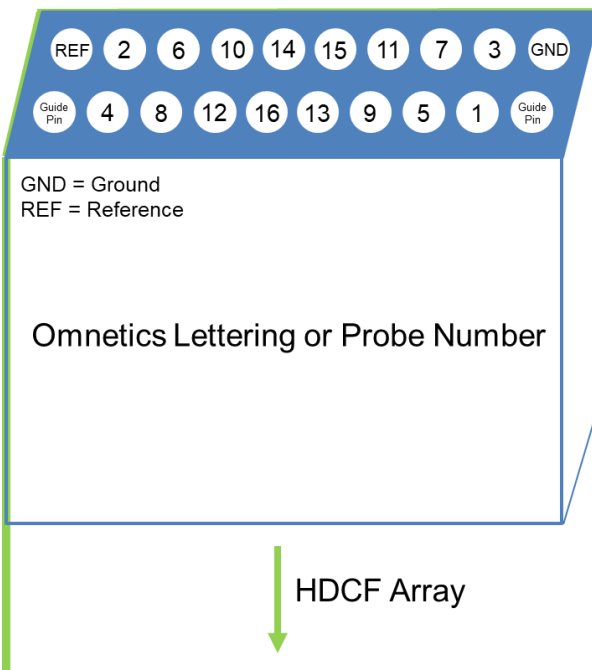 REF 2 6 10 14 15 11 7 3 GND
Guide Pin 4 8 12 16 13 9 5 1 Guide Pin
GND = Ground
REF = Reference
Omnetics Lettering or Probe Number
HDCF Array